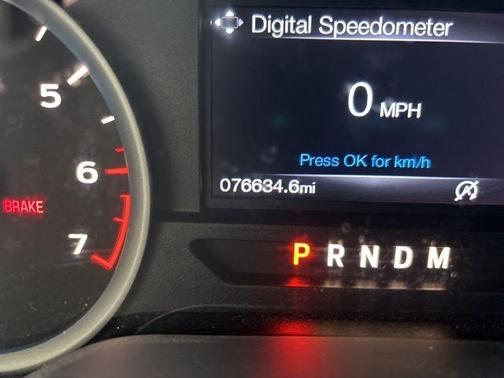 Digital Speedometer
5
0 MPH
6
Press OK for km/h
076634.6mi
BRAKE
7
P R N D M